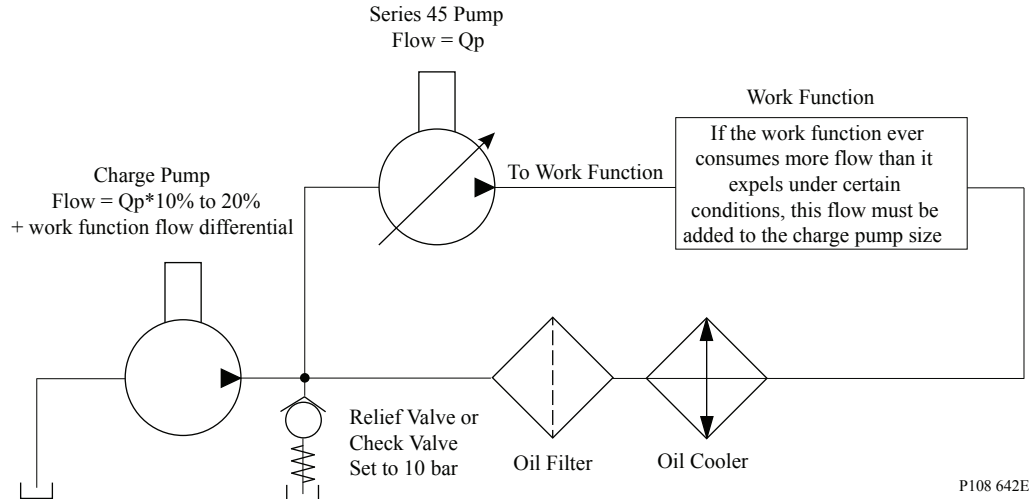 Series 45 Pump
Flow = Qp
Work Function
If the work function ever
consumes more flow than it
expels under certain
conditions, this flow must be
added to the charge pump size
To Work Function
Charge Pump
Flow = Qp*10% to 20%
+ work function flow differential
Relief Valve or
Check Valve
Set to 10 bar
Oil Filter
Oil Cooler
P108 642E